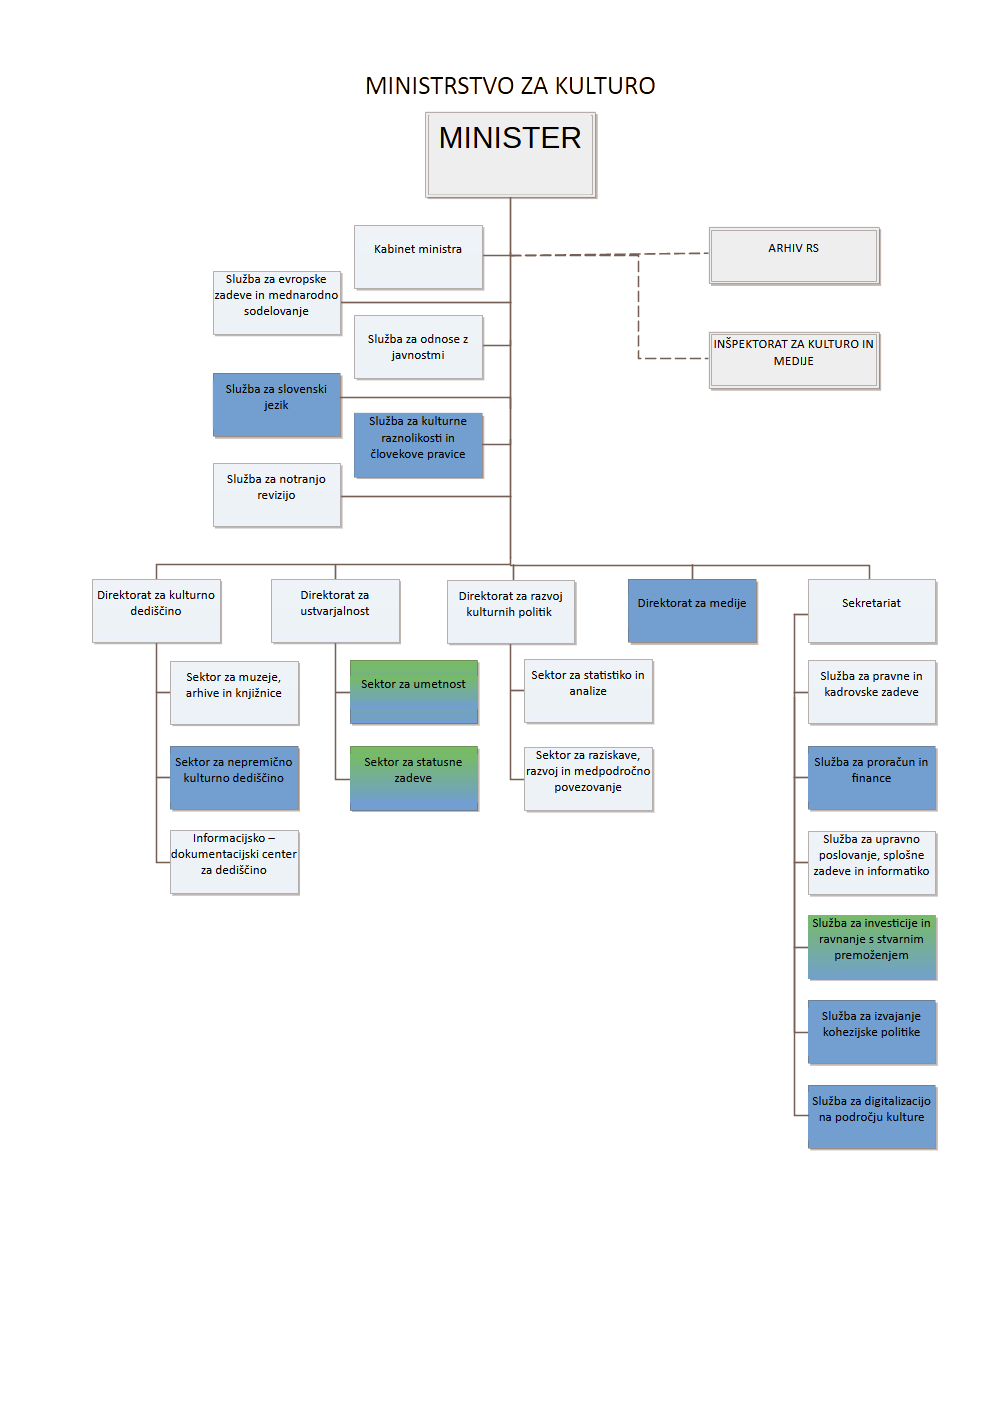 MINISTRSTVO ZA KULTURO
MINISTER
Kabinet ministra
ARHIV RS
Služba za evropske
zadeve in mednarodno
sodelovanje
Služba za odnose z
javnostmi
INŠPEKTORAT ZA KULTURO IN
MEDIJE
Služba za slovenski
jezik
Služba za kulturne
raznolikosti in
človekove pravice
Služba za notranjo
revizijo
Direktorat za kulturno
dediščino
Direktorat za
ustvarjalnost
Direktorat za razvoj
kulturnih politik
Direktorat za medije
Sekretariat
Sektor za muzeje,
arhive in knjižnice
Sektor za nepremično
kulturno dediščino
Informacijsko –
dokumentacijski center
za dediščino
Sektor za umetnost
Sektor za statusne
zadeve
Sektor za statistiko in
analize
Sektor za raziskave,
razvoj in medpodročno
povezovanje
Služba za pravne in
kadrovske zadeve
Služba za proračun in
finance
Služba za upravno
poslovanje, splošne
zadeve in informatiko
Služba za investicije in
ravnanje s stvarnim
premoženjem
Služba za izvajanje
kohezijske politike
Služba za digitalizacijo
na področju kulture